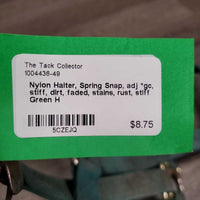 The Tack Collector
1004436-49
Nylon Halter, Spring Snap, adj *gc,
stiff, dirt, faded, stains, rust, stiff
Green H
5CZEJQ
$8.75